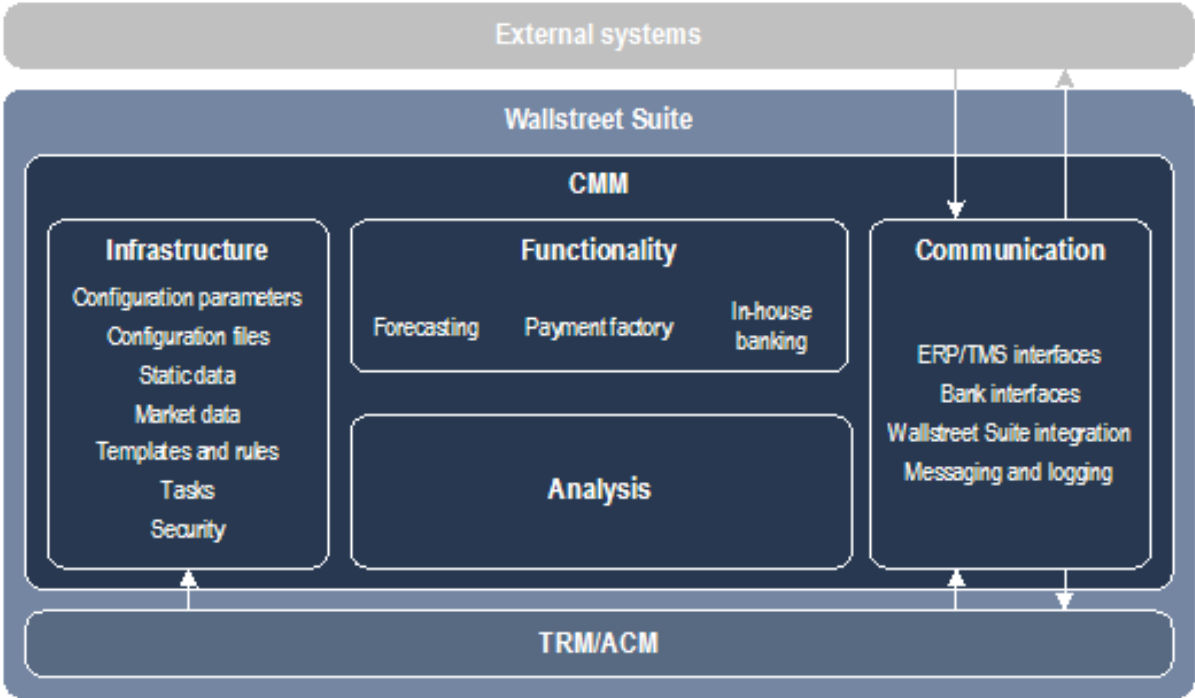 External systems
Wallstreet Suite
CMM
Infrastructure
Configuration parameters
Configuration files
Static data
Market data
Templates and rules
Tasks
Security
Functionality
Forecasting
Payment factory
In-house
banking
Analysis
Communication
ERP/TMS interfaces
Bank interfaces
Wallstreet Suite integration
Messaging and logging
TRM/ACM